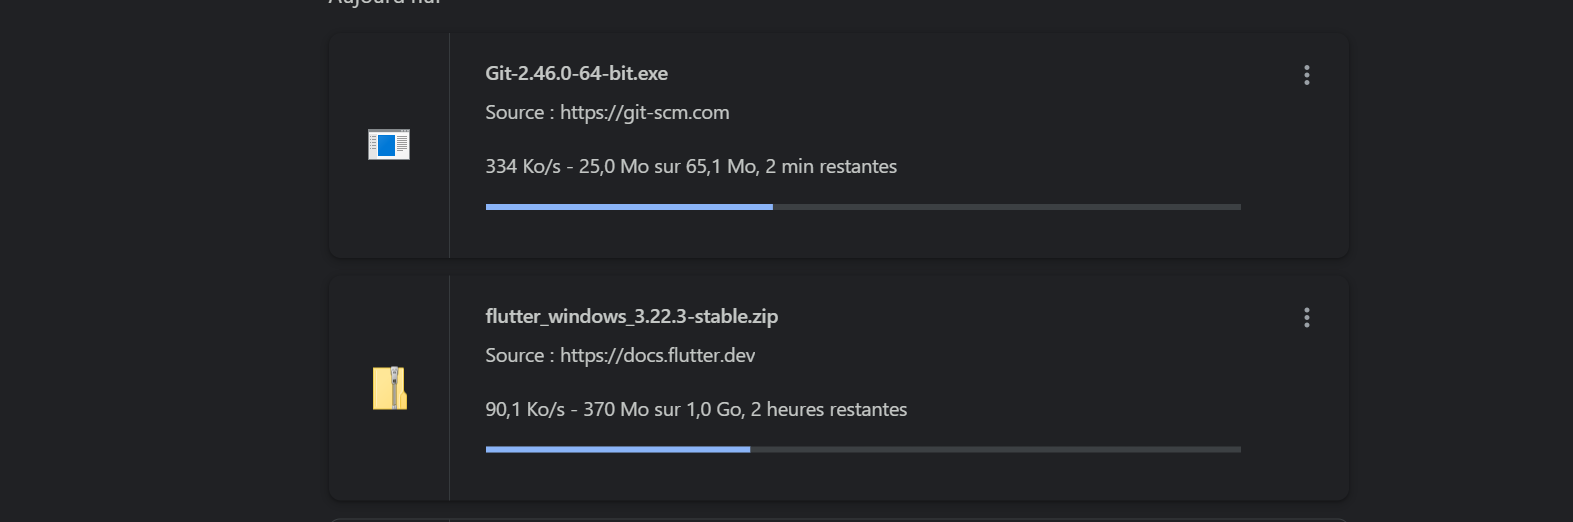 Aujourd'hui
Git-2.46.0-64-bit.exe
Source : https://git-scm.com
334 Ko/s - 25,0 Mo sur 65,1 Mo, 2 min restantes
flutter_windows_3.22.3-stable.zip
Source : https://docs.flutter.dev
90,1 Ko/s - 370 Mo sur 1,0 Go, 2 heures restantes